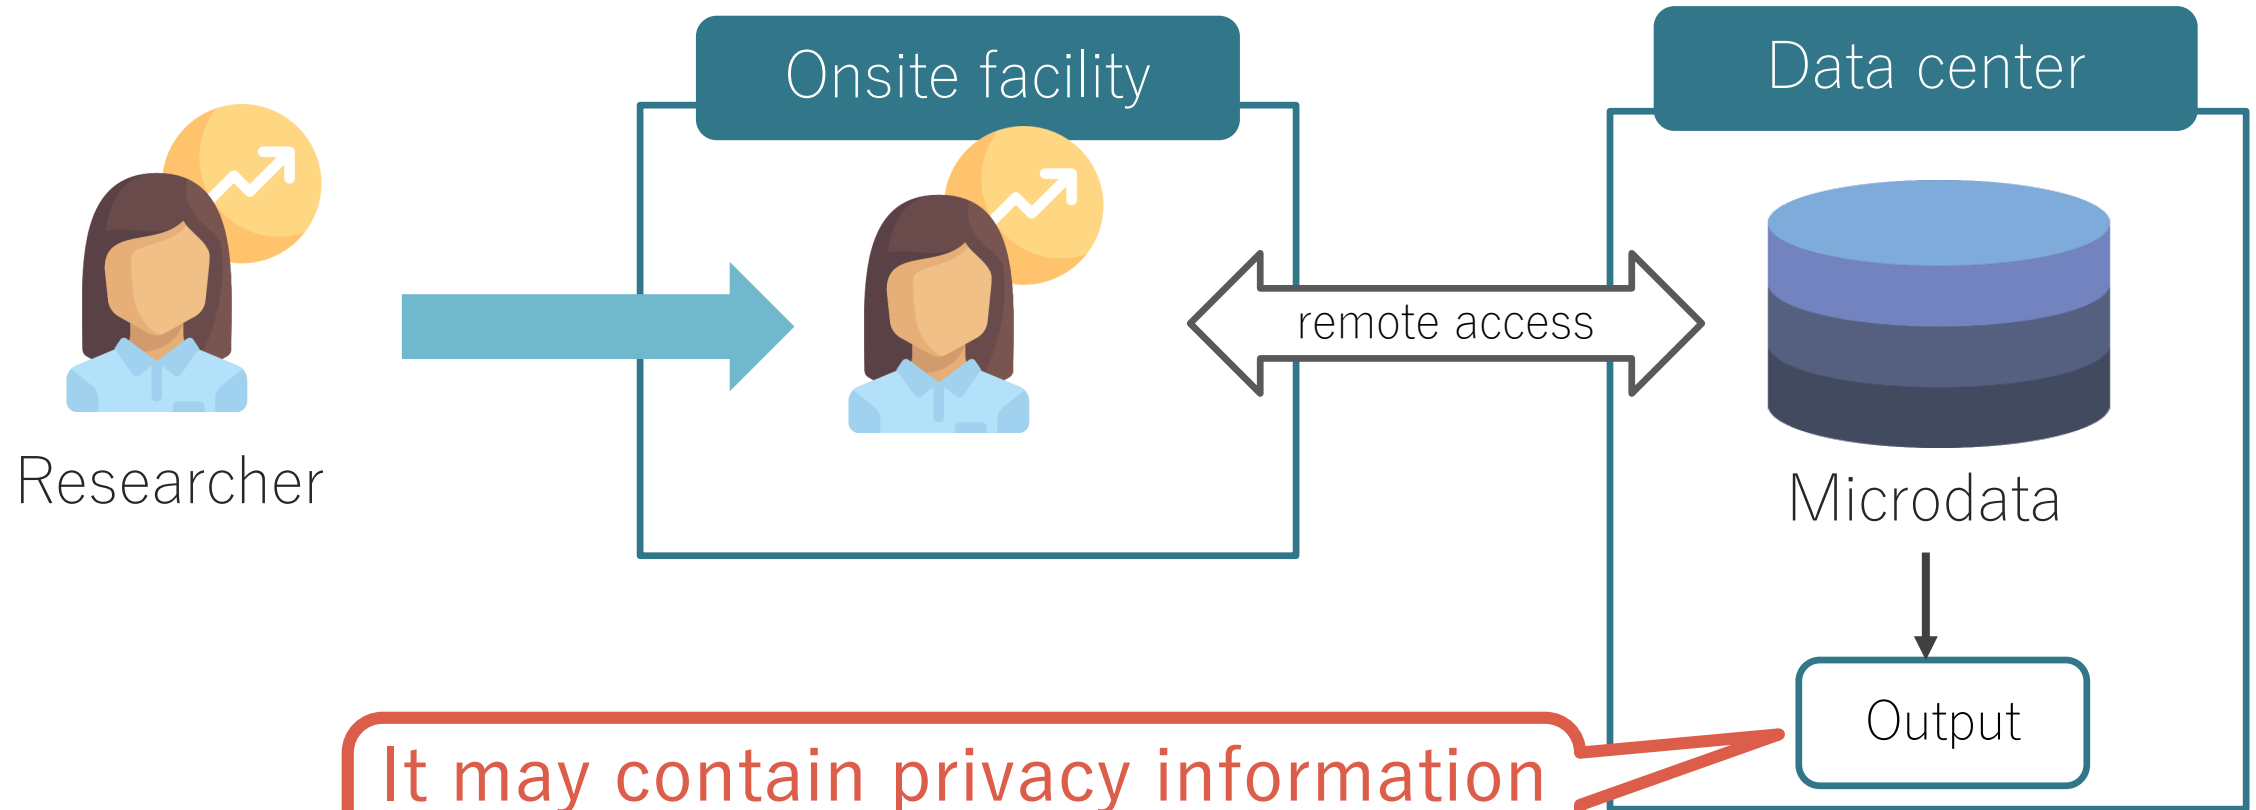 Onsite facility
Data center
remote access
Researcher
Microdata
Output
It may contain privacy information